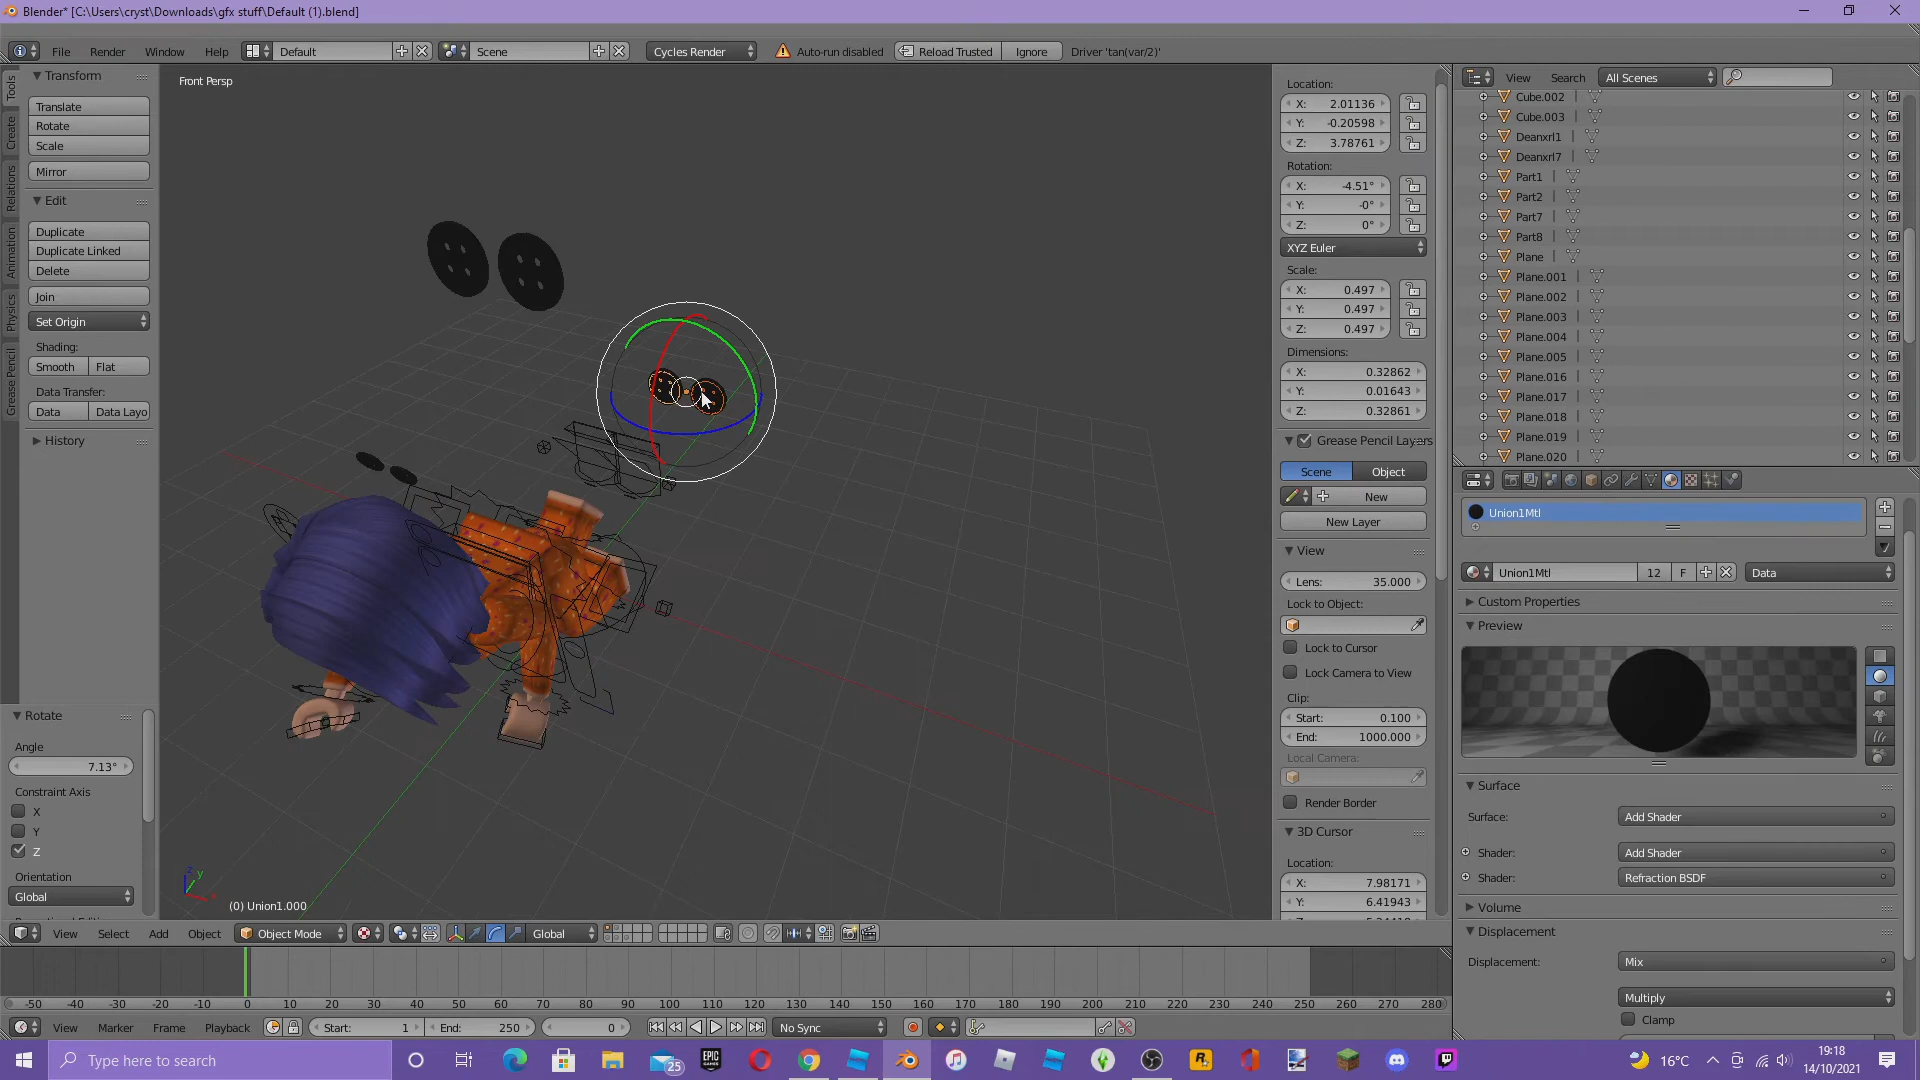 Blender* [C:\Users\cryst\Downloads\gfx stuff\Default (1).blend]
File Render Window Help Default Scene Cycles Render Auto-run disabled Reload Trusted Ignore Driver 'tan(var/2)'
Tools
Create
Relations
Animation
Physics
Grease Pencil
Transform
Translate
Rotate
Scale
Mirror
Edit
Duplicate
Duplicate Linked
Delete
Join
Set Origin
Shading:
Smooth Flat
Data Transfer:
Data Data Layo
History
Rotate
Angle
7.13°
Constraint Axis
X
Y
Z
Orientation
Global
Front Persp
z y x
(0) Union1.000
View Select Add Object Object Mode Global
Location:
X: 2.01136
Y: -0.20598
Z: 3.78761
Rotation:
X: -4.51°
Y: -0°
Z: 0°
XYZ Euler
Scale:
X: 0.497
Y: 0.497
Z: 0.497
Dimensions:
X: 0.32862
Y: 0.01643
Z: 0.32861
Grease Pencil Layers
Scene Object
New
New Layer
View
Lens: 35.000
Lock to Object:
Lock to Cursor
Lock Camera to View
Clip:
Start: 0.100
End: 1000.000
Local Camera:
Render Border
3D Cursor
Location:
X: 7.98171
Y: 6.41943
View Search All Scenes
Cube.002
Cube.003
Deanxrl1
Deanxrl7
Part1
Part2
Part7
Part8
Plane
Plane.001
Plane.002
Plane.003
Plane.004
Plane.005
Plane.016
Plane.017
Plane.018
Plane.019
Plane.020
Union1Mtl
Union1Mtl 12 F Data
Custom Properties
Preview
Surface
Surface: Add Shader
Shader: Add Shader
Shader: Refraction BSDF
Volume
Displacement
Displacement: Mix
Multiply
Clamp
-50 -40 -30 -20 -10 0 10 20 30 40 50 60 70 80 90 100 110 120 130 140 150 160 170 180 190 200 210 220 230 240 250 260 270 280
View Marker Frame Playback Start: 1 End: 250 0 No Sync
Type here to search 25 EPIC GAMES R 16°C 19:18
14/10/2021